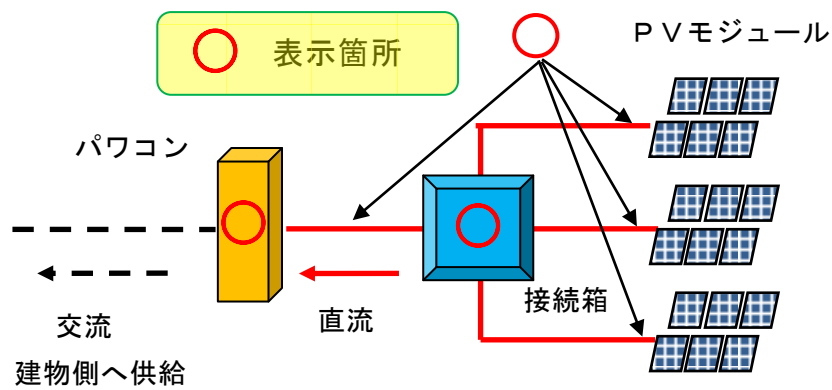 表示箇所
ＰＶモジュール
パワコン
接続箱
直流
交流
建物側へ供給